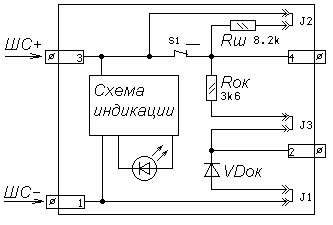 ШС+
S1
Rш 8.2k
J2
3
4
Схема
индикации
Rок
3k6
J3
2
VDок
ШС−
1
J1